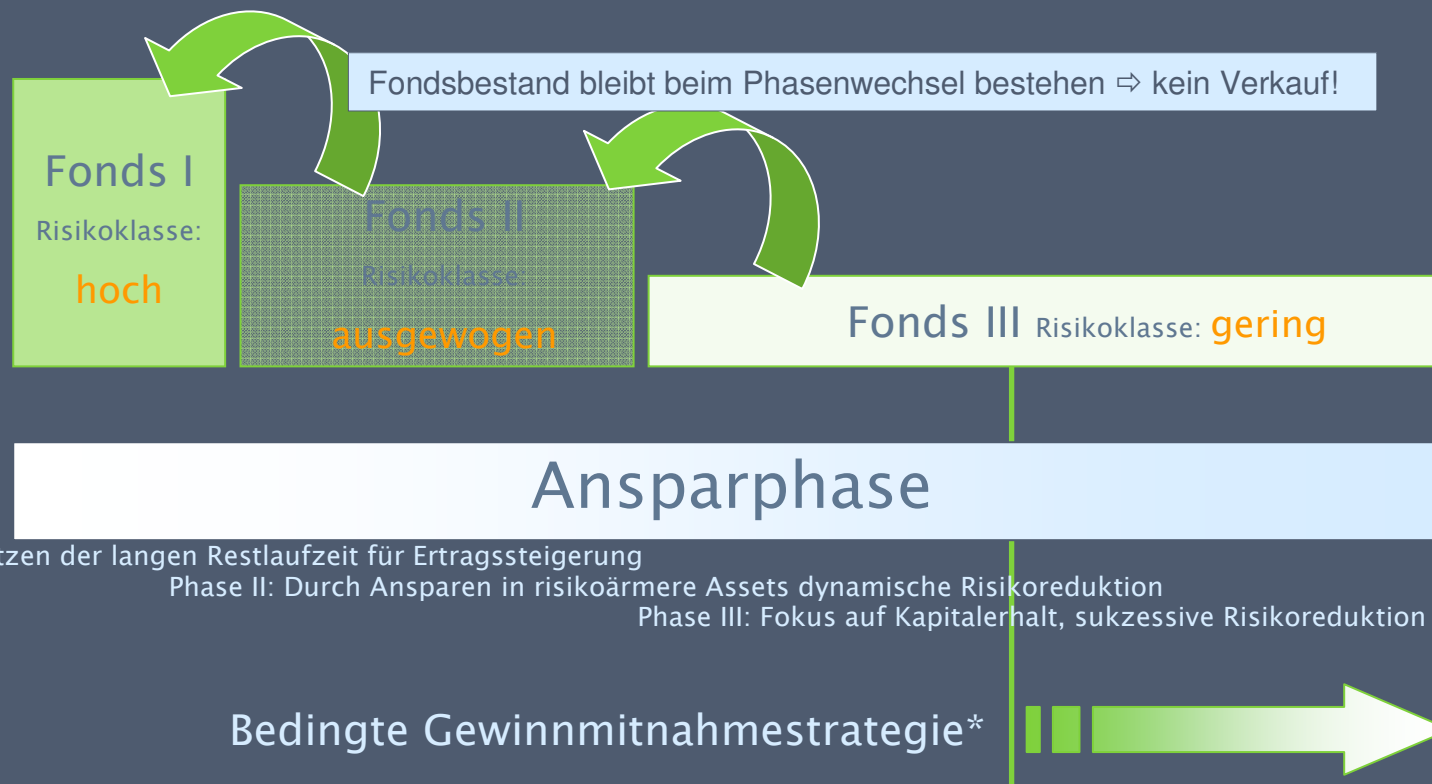 Fondsbestand bleibt beim Phasenwechsel bestehen ⇨ kein Verkauf!
Fonds I
Risikoklasse:
hoch
Fonds II
Risikoklasse:
ausgewogen
Fonds III Risikoklasse: gering
Ansparphase
tzen der langen Restlaufzeit für Ertragssteigerung
Phase II: Durch Ansparen in risikoärmere Assets dynamische Risikoreduktion
Phase III: Fokus auf Kapitalerhalt, sukzessive Risikoreduktion
Bedingte Gewinnmitnahmestrategie*